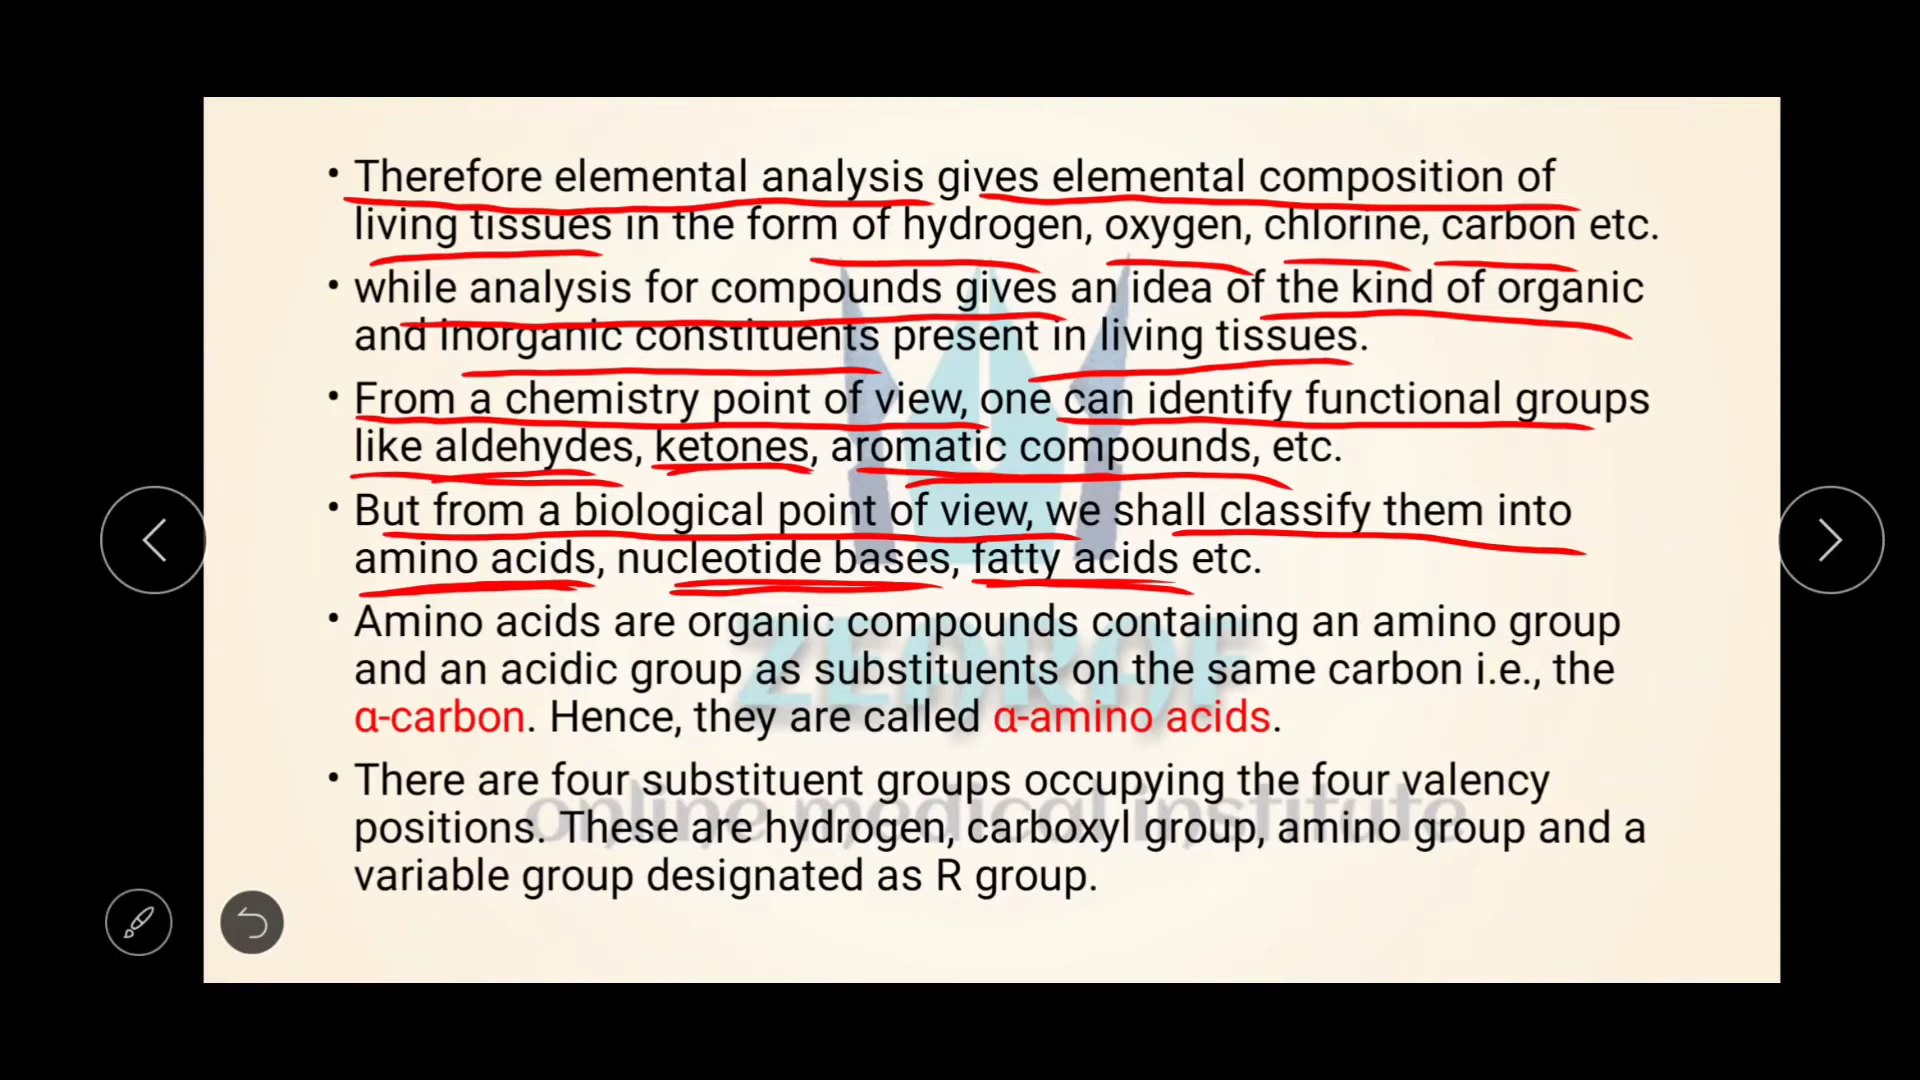 • Therefore elemental analysis gives elemental composition of
living tissues in the form of hydrogen, oxygen, chlorine, carbon etc.
• while analysis for compounds gives an idea of the kind of organic
and inorganic constituents present in living tissues.
• From a chemistry point of view, one can identify functional groups
like aldehydes, ketones, aromatic compounds, etc.
• But from a biological point of view, we shall classify them into
amino acids, nucleotide bases, fatty acids etc.
• Amino acids are organic compounds containing an amino group
and an acidic group as substituents on the same carbon i.e., the
α-carbon. Hence, they are called α-amino acids.
• There are four substituent groups occupying the four valency
positions. These are hydrogen, carboxyl group, amino group and a
variable group designated as R group.
ZEARAF
online medical institute